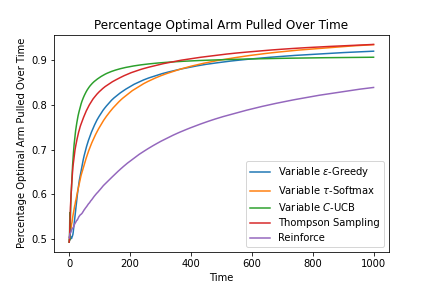 Percentage Optimal Arm Pulled Over Time
Percentage Optimal Arm Pulled Over Time
0.9
0.8
0.7
0.6
0.5
Variable ε-Greedy
Variable τ-Softmax
Variable C-UCB
Thompson Sampling
Reinforce
0 200 400 600 800 1000
Time